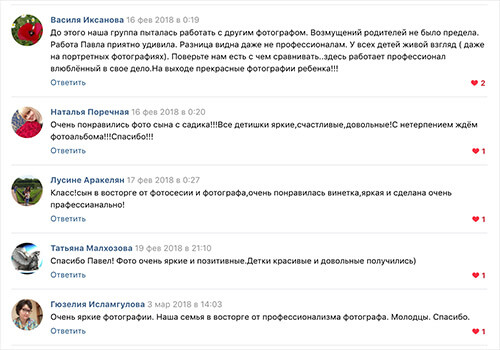 Василя Иксанова 16 фев 2018 в 0:19
До этого наша группа пыталась работать с другим фотографом. Возмущений родителей не было предела.
Работа Павла приятно удивила. Разница видна даже не профессионалам. У всех детей живой взгляд ( даже
на портретных фотографиях). Поверьте нам есть с чем сравнивать..здесь работает профессионал
влюблённый в свое дело.На выходе прекрасные фотографии ребенка!!!
Ответить
2
Наталья Поречная 16 фев 2018 в 0:20
Очень понравились фото сына с садика!!!Все детишки яркие,счастливые,довольные!С нетерпением ждём
фотоальбома!!!Спасибо!!!
Ответить
1
Лусине Аракелян 17 фев 2018 в 0:27
Класс!сын в восторге от фотосесии и фотографа,очень понравилась винетка,яркая и сделана очень
прафессианально!
Ответить
1
Татьяна Малхозова 19 фев 2018 в 21:10
Спасибо Павел! Фото очень яркие и позитивные.Детки красивые и довольные получились)
Ответить
1
Гюзелия Исламгулова 3 мар 2018 в 14:03
Очень яркие фотографии. Наша семья в восторге от профессионализма фотографа. Молодцы. Спасибо.
Ответить
1